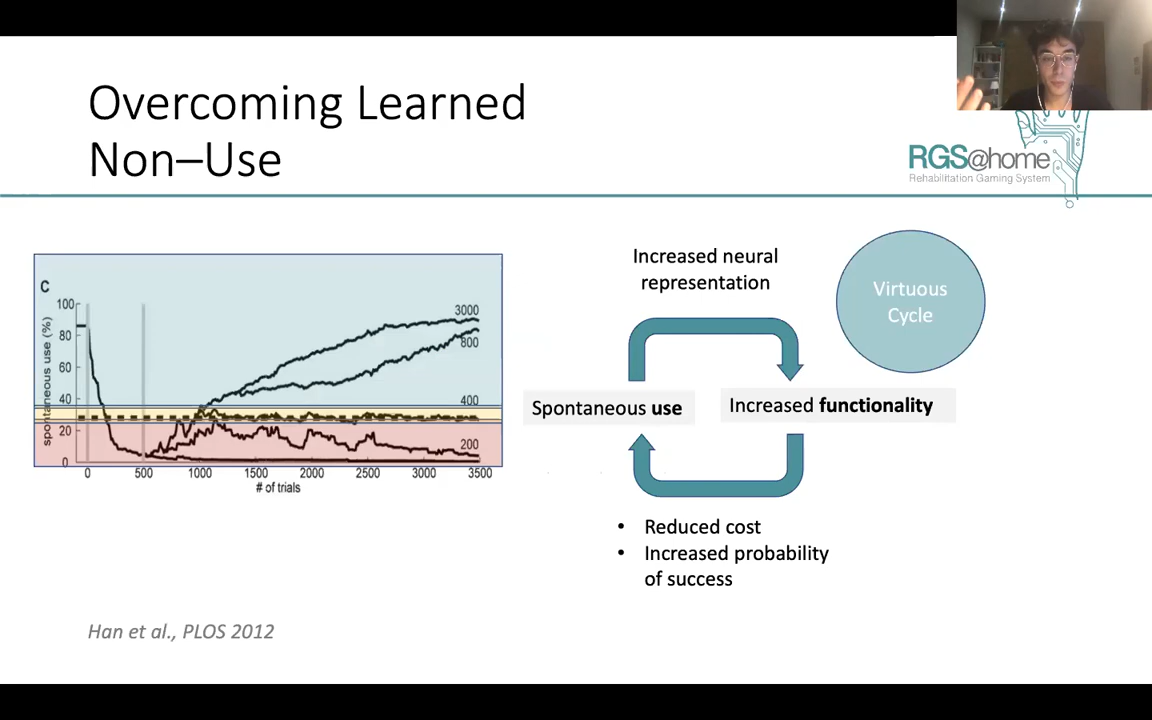 Overcoming Learned
Non–Use
RGS@home
Rehabilitation Gaming System
C
spontaneous use (%)
100
80
60
40
20
0
3000
800
400
200
0 500 1000 1500 2000 2500 3000 3500
# of trials
Increased neural
representation
Virtuous
Cycle
Spontaneous use
Increased functionality
• Reduced cost
• Increased probability
of success
Han et al., PLOS 2012